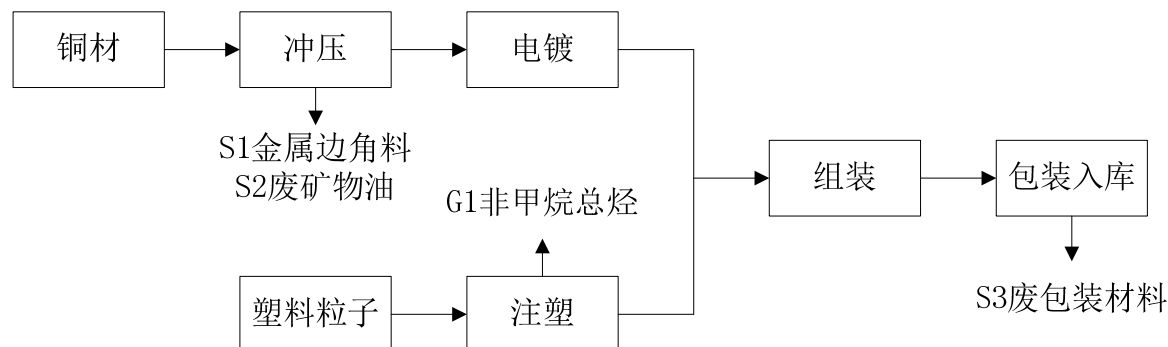 铜材
冲压
电镀
S1金属边角料
S2废矿物油
组装
包装入库
G1非甲烷总烃
塑料粒子
注塑
S3废包装材料